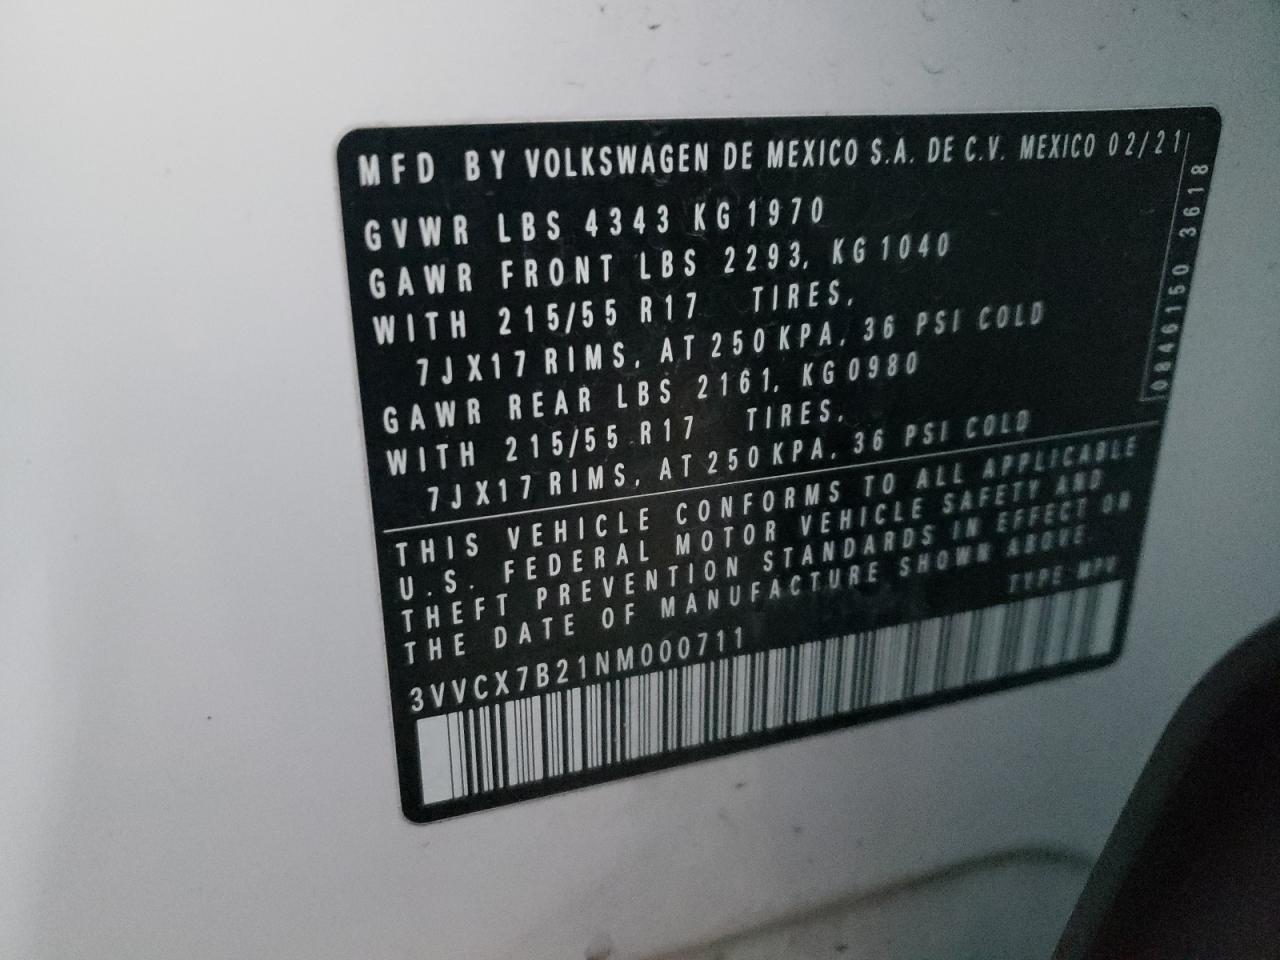 MFD BY VOLKSWAGEN DE MEXICO S.A. DE C.V. MEXICO 02/21
GVWR LBS 4343 KG 1970
GAWR FRONT LBS 2293, KG 1040
WITH 215/55 R17 TIRES,
7JX17 RIMS, AT 250 KPA, 36 PSI COLD
GAWR REAR LBS 2161, KG 0980
WITH 215/55 R17 TIRES,
7JX17 RIMS, AT 250 KPA, 36 PSI COLD
0846150 3618
THIS VEHICLE CONFORMS TO ALL APPLICABLE
U.S. FEDERAL MOTOR VEHICLE SAFETY AND
THEFT PREVENTION STANDARDS IN EFFECT ON
THE DATE OF MANUFACTURE SHOWN ABOVE.
TYPE MPV
3VVCX7B21NM000711